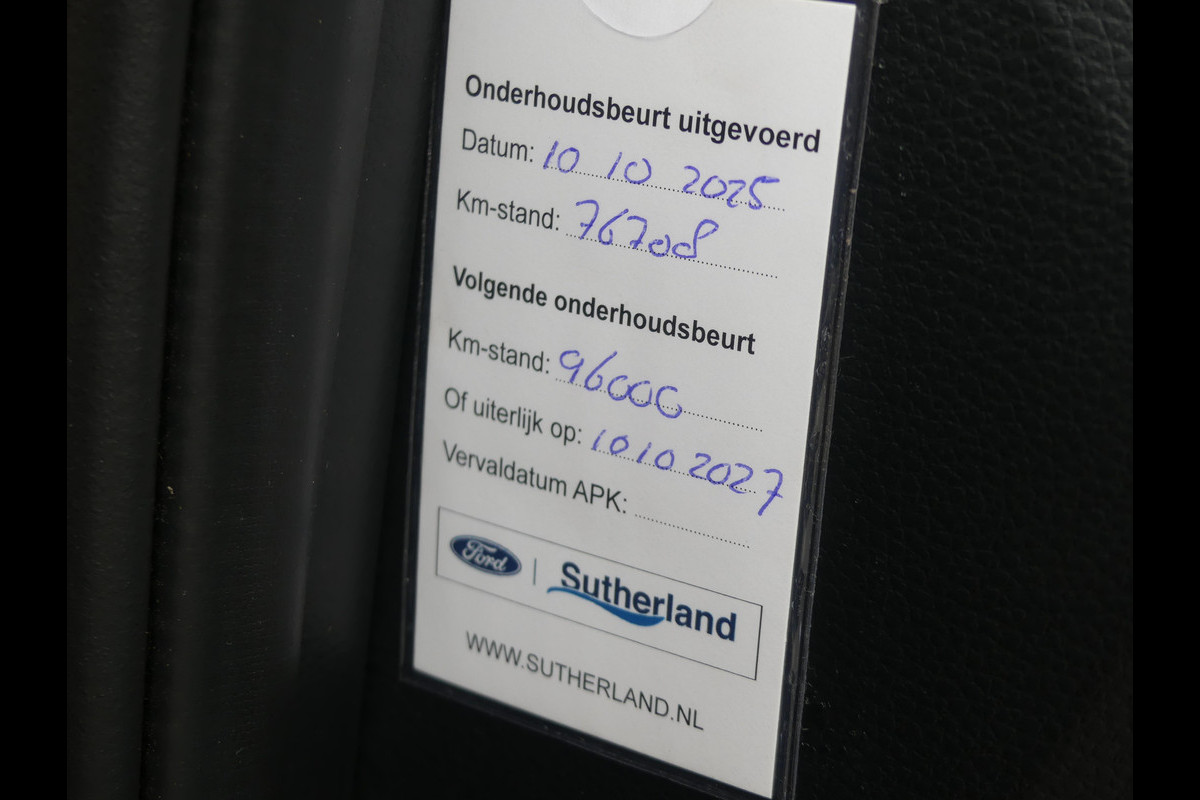 Onderhoudsbeurt uitgevoerd
Datum: 10 10 2025
Km-stand: 76708
Volgende onderhoudsbeurt
Km-stand: 96000
Of uiterlijk op: 10 10 2027
Vervaldatum APK:
Ford | Sutherland
WWW.SUTHERLAND.NL